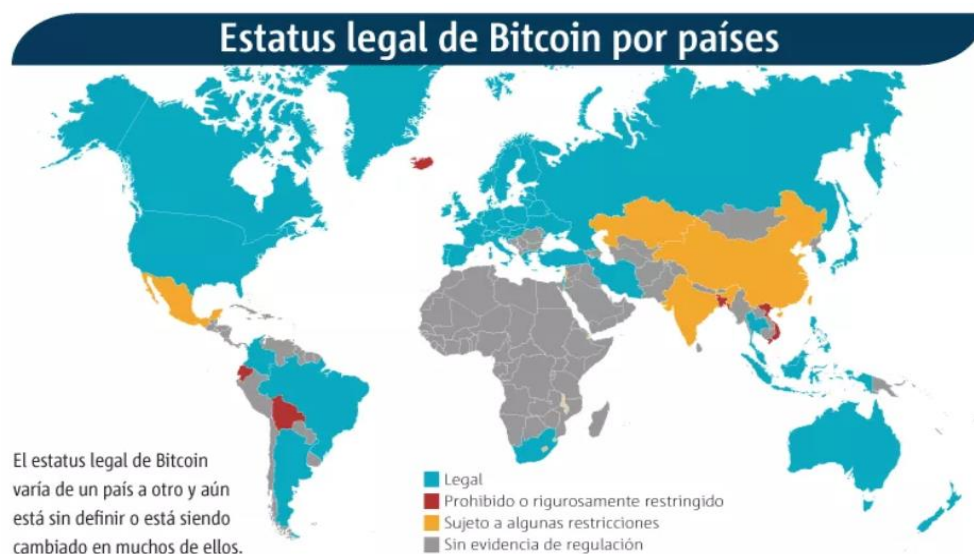 Estatus legal de Bitcoin por países
El estatus legal de Bitcoin
varía de un país a otro y aún
está sin definir o está siendo
cambiado en muchos de ellos.
Legal
Prohibido o rigurosamente restringido
Sujeto a algunas restricciones
Sin evidencia de regulación